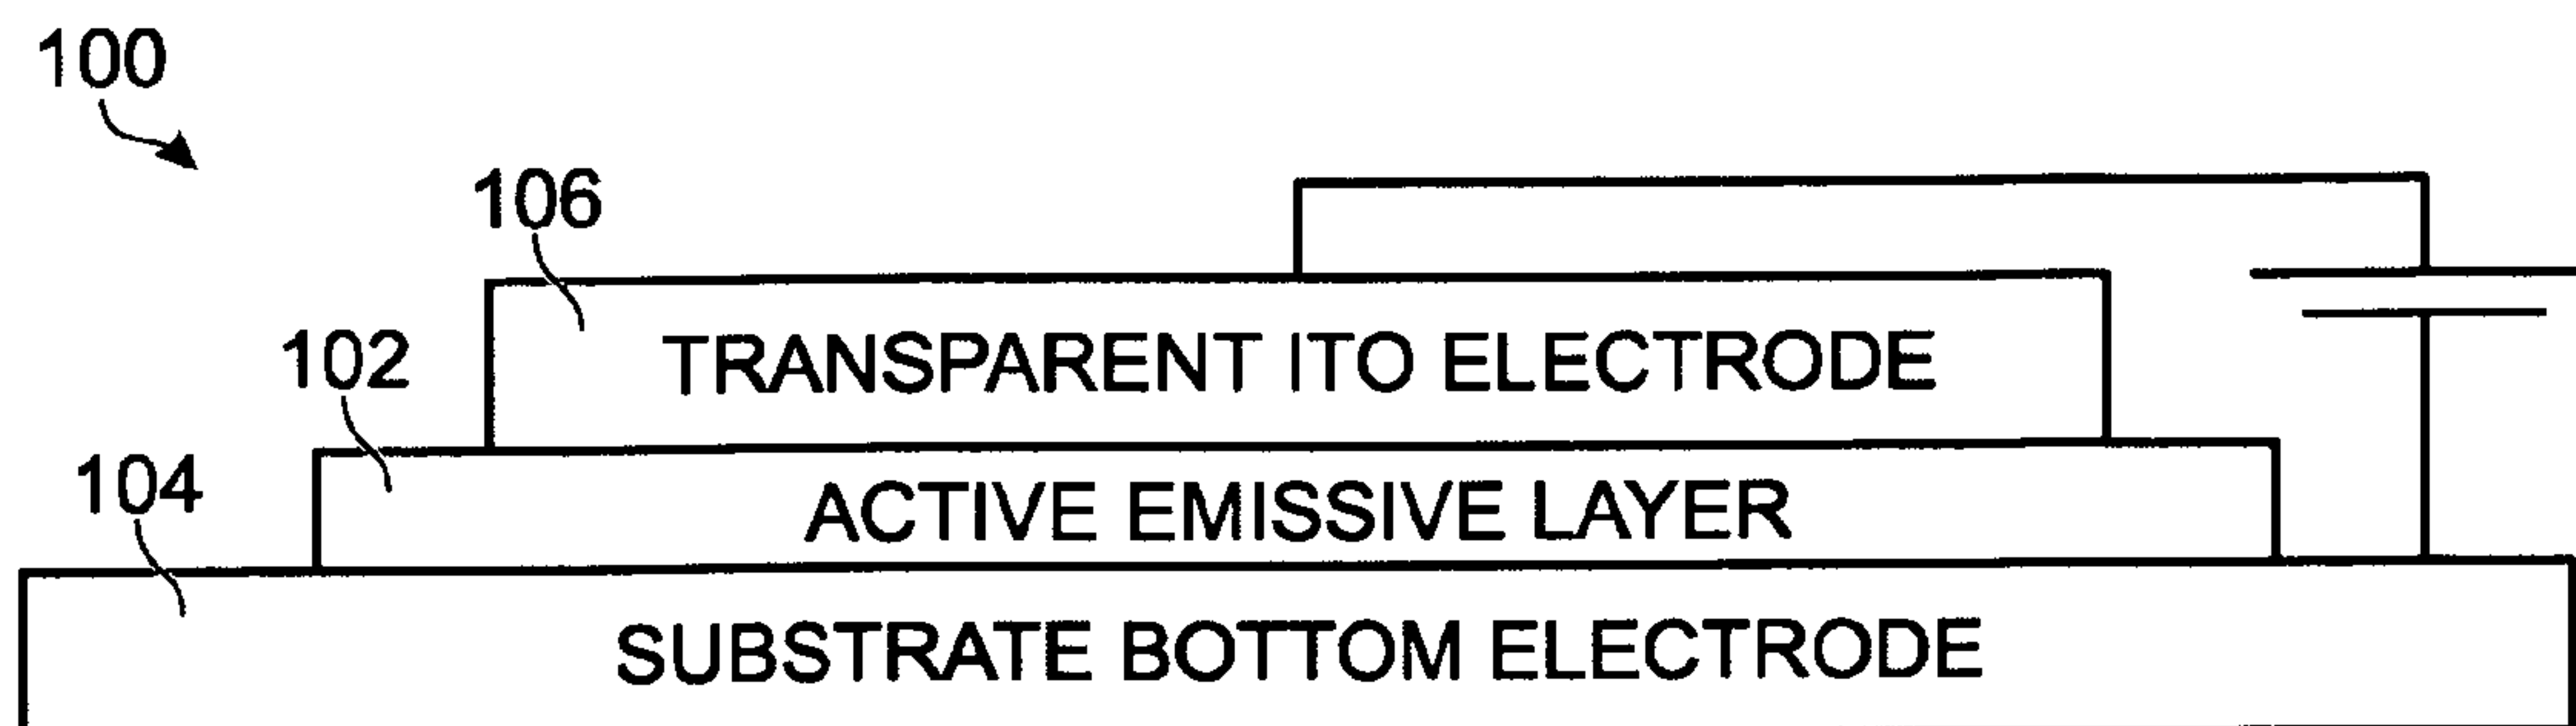 100
106
TRANSPARENT ITO ELECTRODE
102
ACTIVE EMISSIVE LAYER
104
SUBSTRATE BOTTOM ELECTRODE